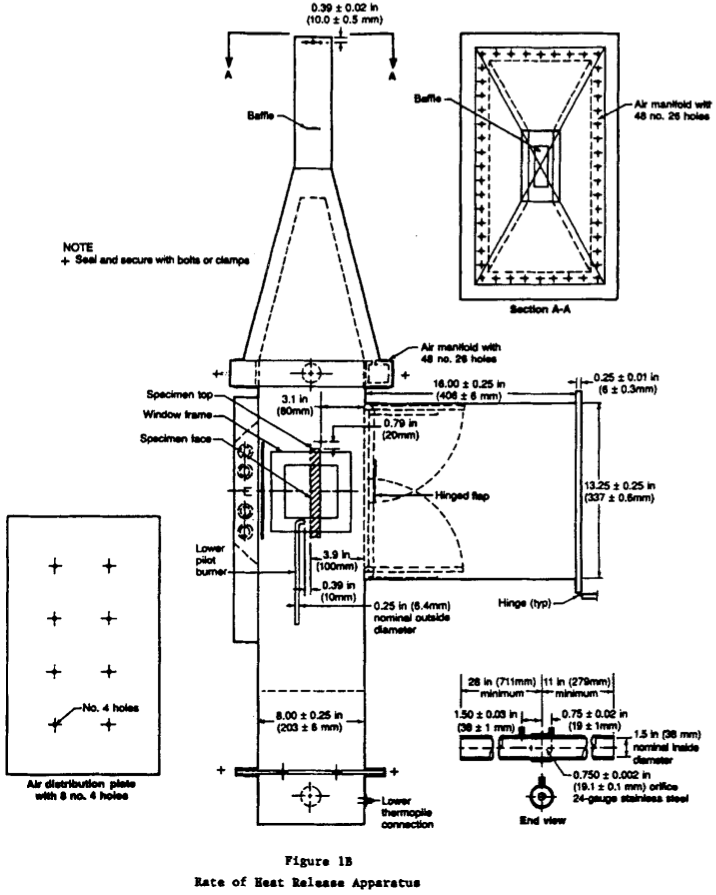 0.39 ± 0.02 in
(10.0 ± 0.5 mm)
A
A
Baffle
Baffle
Air manifold with
48 no. 26 holes
NOTE
+ Seal and secure with bolts or clamps
Section A-A
Air manifold with
48 no. 26 holes
16.00 ± 0.25 in
(406 ± 6 mm)
0.25 ± 0.01 in
(6 ± 0.3mm)
Specimen top
Window frame
Specimen face
3.1 in
(80mm)
0.79 in
(20mm)
Hinged flap
13.25 ± 0.25 in
(337 ± 0.6mm)
Lower
pilot
burner
3.9 in
(100mm)
0.39 in
(10mm)
0.25 in (6.4mm)
nominal outside
diameter
Hinge (typ)
No. 4 holes
Air distribution plate
with 8 no. 4 holes
8.00 ± 0.25 in
(203 ± 6 mm)
Lower
thermopile
connection
28 in (711mm)
minimum
11 in (279mm)
minimum
1.50 ± 0.03 in
(38 ± 1 mm)
0.75 ± 0.02 in
(19 ± 1mm)
1.5 in (38 mm)
nominal inside
diameter
0.750 ± 0.002 in
(19.1 ± 0.1 mm) orifice
24-gauge stainless steel
End view
Figure 1B
Rate of Heat Release Apparatus